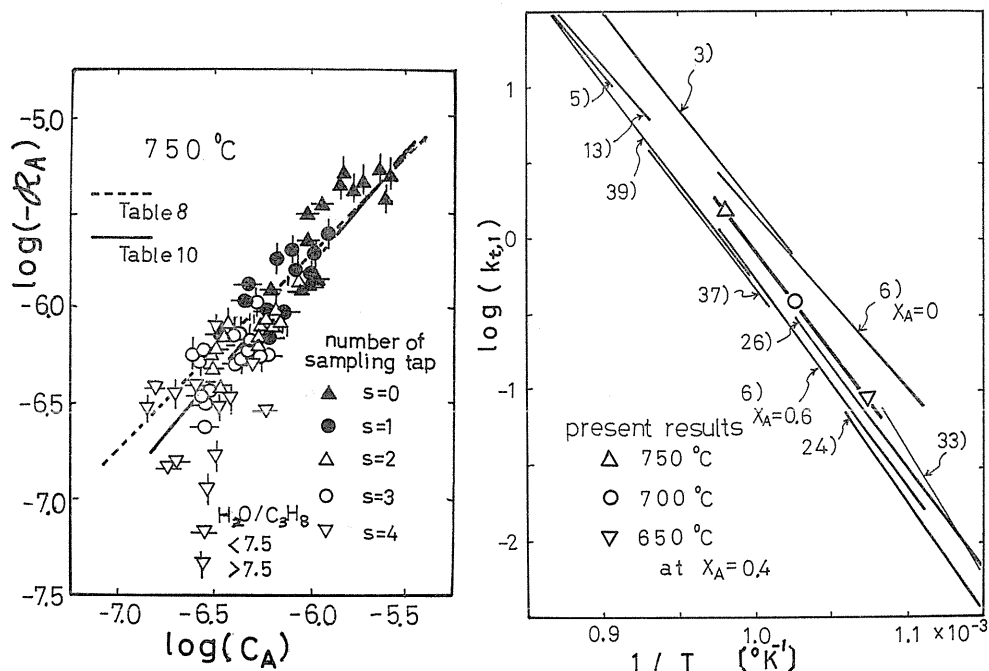 -5.0
-6.0
-6.5
-7.0
-7.5
log(-RA)
750 °C
Table 8
Table 10
number of
sampling tap
s=0
s=1
s=2
s=3
s=4
H2O/C3H8
<7.5
>7.5
-7.0
-6.5
-6.0
-5.5
log(CA)
1
0
-1
-2
log(kt,1)
3)
5)
13)
39)
37)
26)
6)
XA=0
6)
XA=0.6
24)
33)
present results
750 °C
700 °C
650 °C
at XA=0.4
0.9
1.0
1.1 ×10-3
1/T [°K-1]